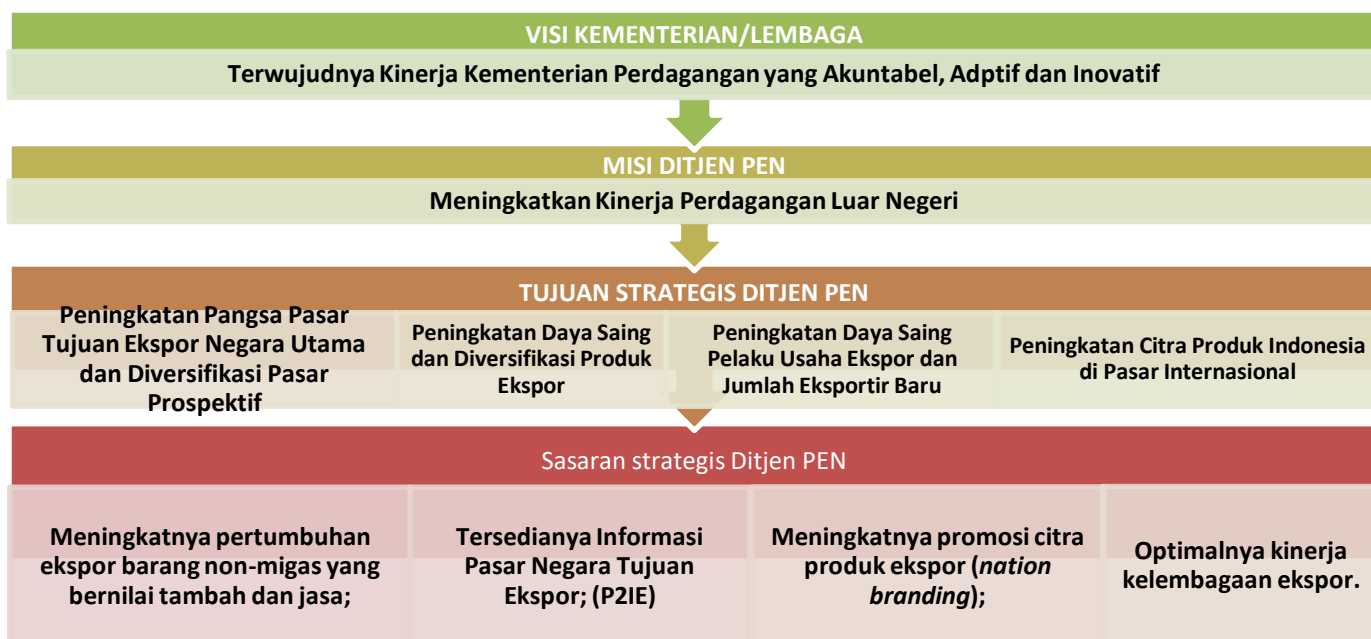 VISI KEMENTERIAN/LEMBAGA
Terwujudnya Kinerja Kementerian Perdagangan yang Akuntabel, Adptif dan Inovatif
MISI DITJEN PEN
Meningkatkan Kinerja Perdagangan Luar Negeri
TUJUAN STRATEGIS DITJEN PEN
Peningkatan Pangsa Pasar
Tujuan Ekspor Negara Utama
dan Diversifikasi Pasar
Prospektif
Peningkatan Daya Saing
dan Diversifikasi Produk
Ekspor
Peningkatan Daya Saing
Pelaku Usaha Ekspor dan
Jumlah Eksportir Baru
Peningkatan Citra Produk Indonesia
di Pasar Internasional
Sasaran strategis Ditjen PEN
Meningkatnya pertumbuhan
ekspor barang non-migas yang
bernilai tambah dan jasa;
Tersedianya Informasi
Pasar Negara Tujuan
Ekspor; (P2IE)
Meningkatnya promosi citra
produk ekspor (nation
branding);
Optimalnya kinerja
kelembagaan ekspor.